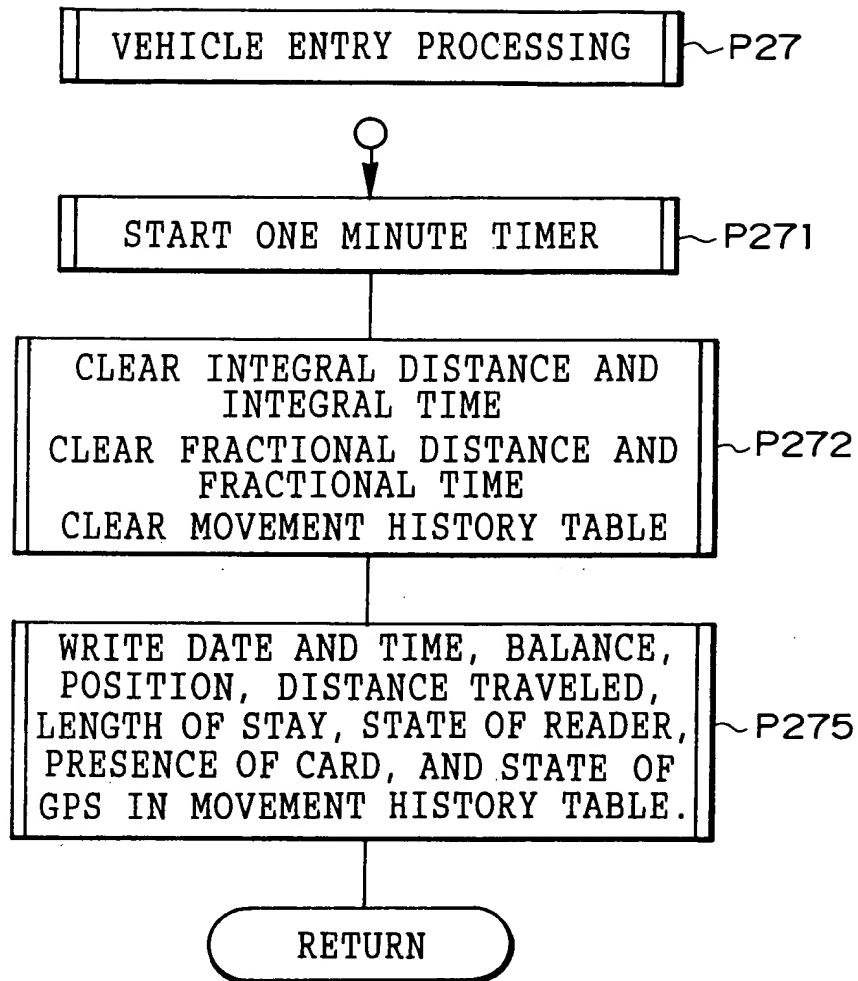 VEHICLE ENTRY PROCESSING
P27
START ONE MINUTE TIMER
P271
CLEAR INTEGRAL DISTANCE AND
INTEGRAL TIME
CLEAR FRACTIONAL DISTANCE AND
FRACTIONAL TIME
CLEAR MOVEMENT HISTORY TABLE
P272
WRITE DATE AND TIME, BALANCE,
POSITION, DISTANCE TRAVELED,
LENGTH OF STAY, STATE OF READER,
PRESENCE OF CARD, AND STATE OF
GPS IN MOVEMENT HISTORY TABLE.
P275
RETURN